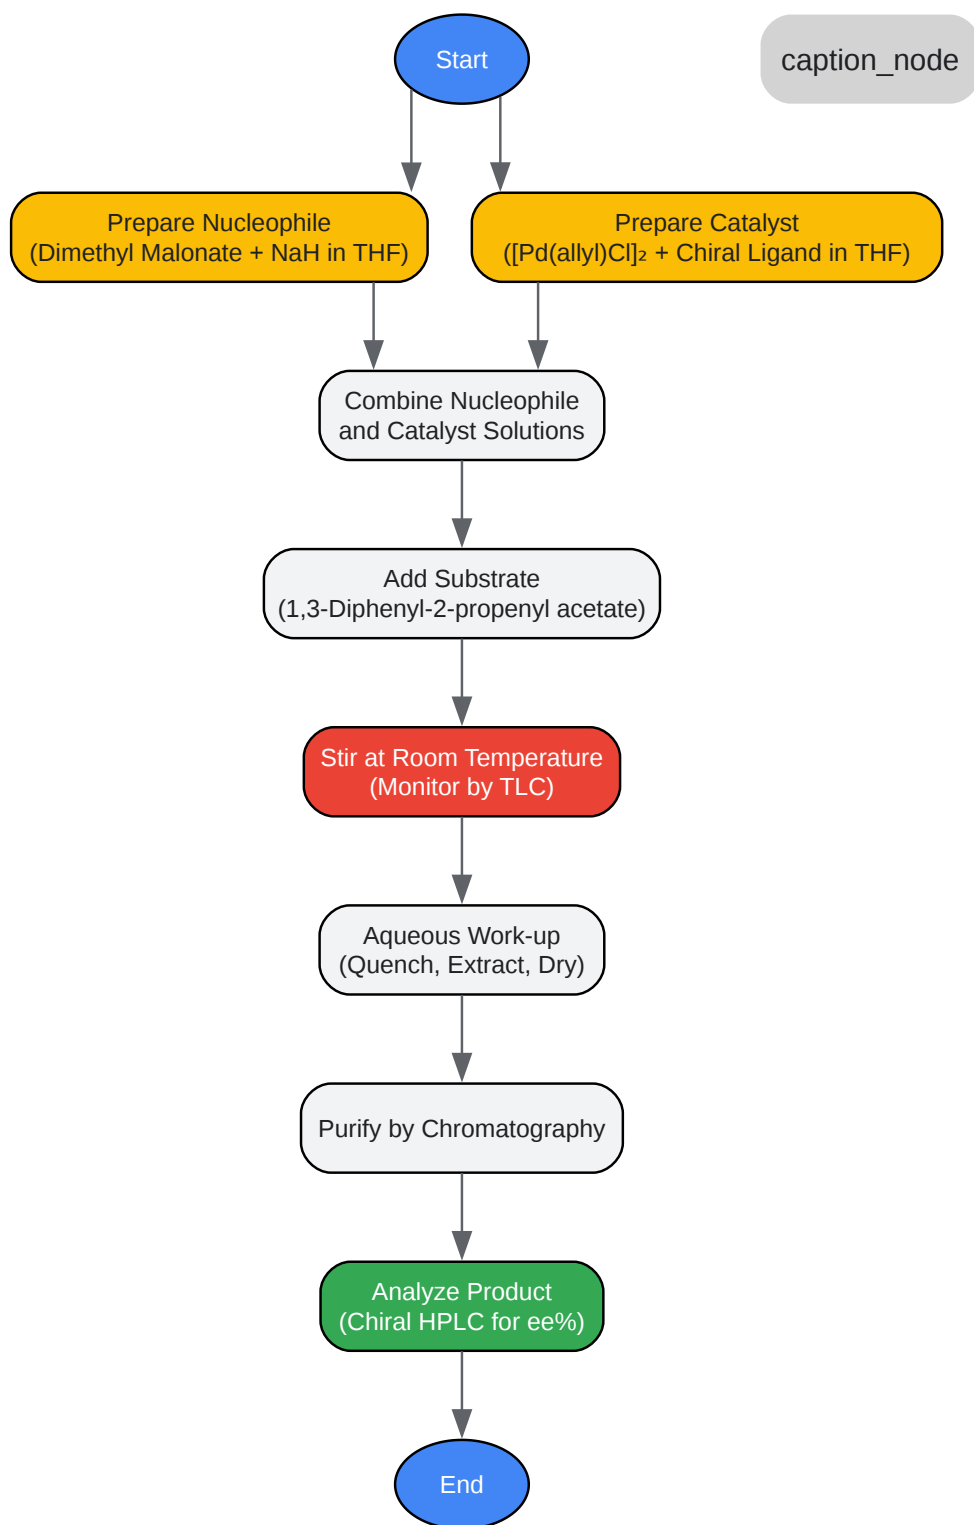 Start
caption_node
Prepare Nucleophile
(Dimethyl Malonate + NaH in THF)
Prepare Catalyst
([Pd(allyl)Cl]₂ + Chiral Ligand in THF)
Combine Nucleophile
and Catalyst Solutions
Add Substrate
(1,3-Diphenyl-2-propenyl acetate)
Stir at Room Temperature
(Monitor by TLC)
Aqueous Work-up
(Quench, Extract, Dry)
Purify by Chromatography
Analyze Product
(Chiral HPLC for ee%)
End